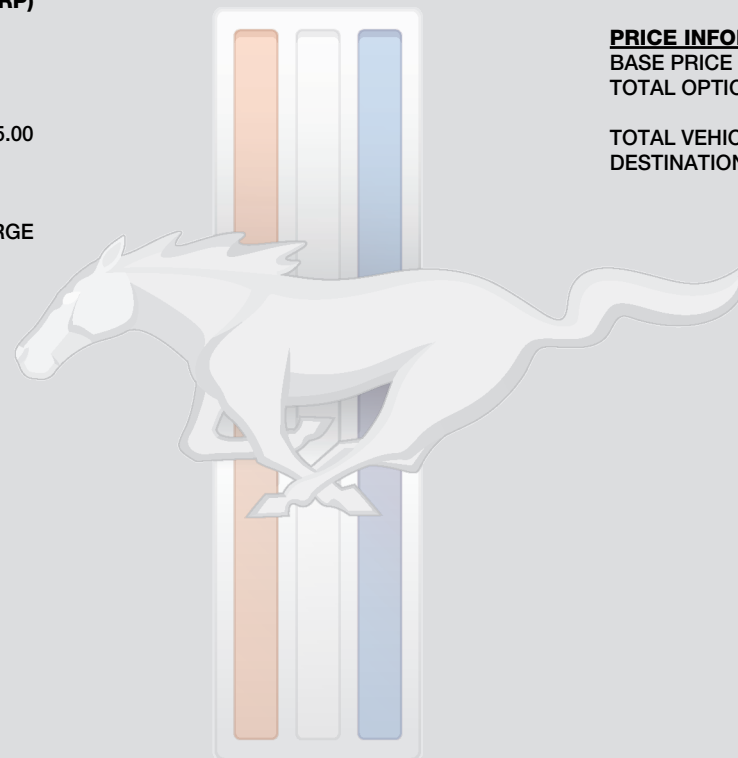 RP)
5.00
RGE
PRICE INFO
BASE PRICE
TOTAL OPTIO
TOTAL VEHIC
DESTINATION